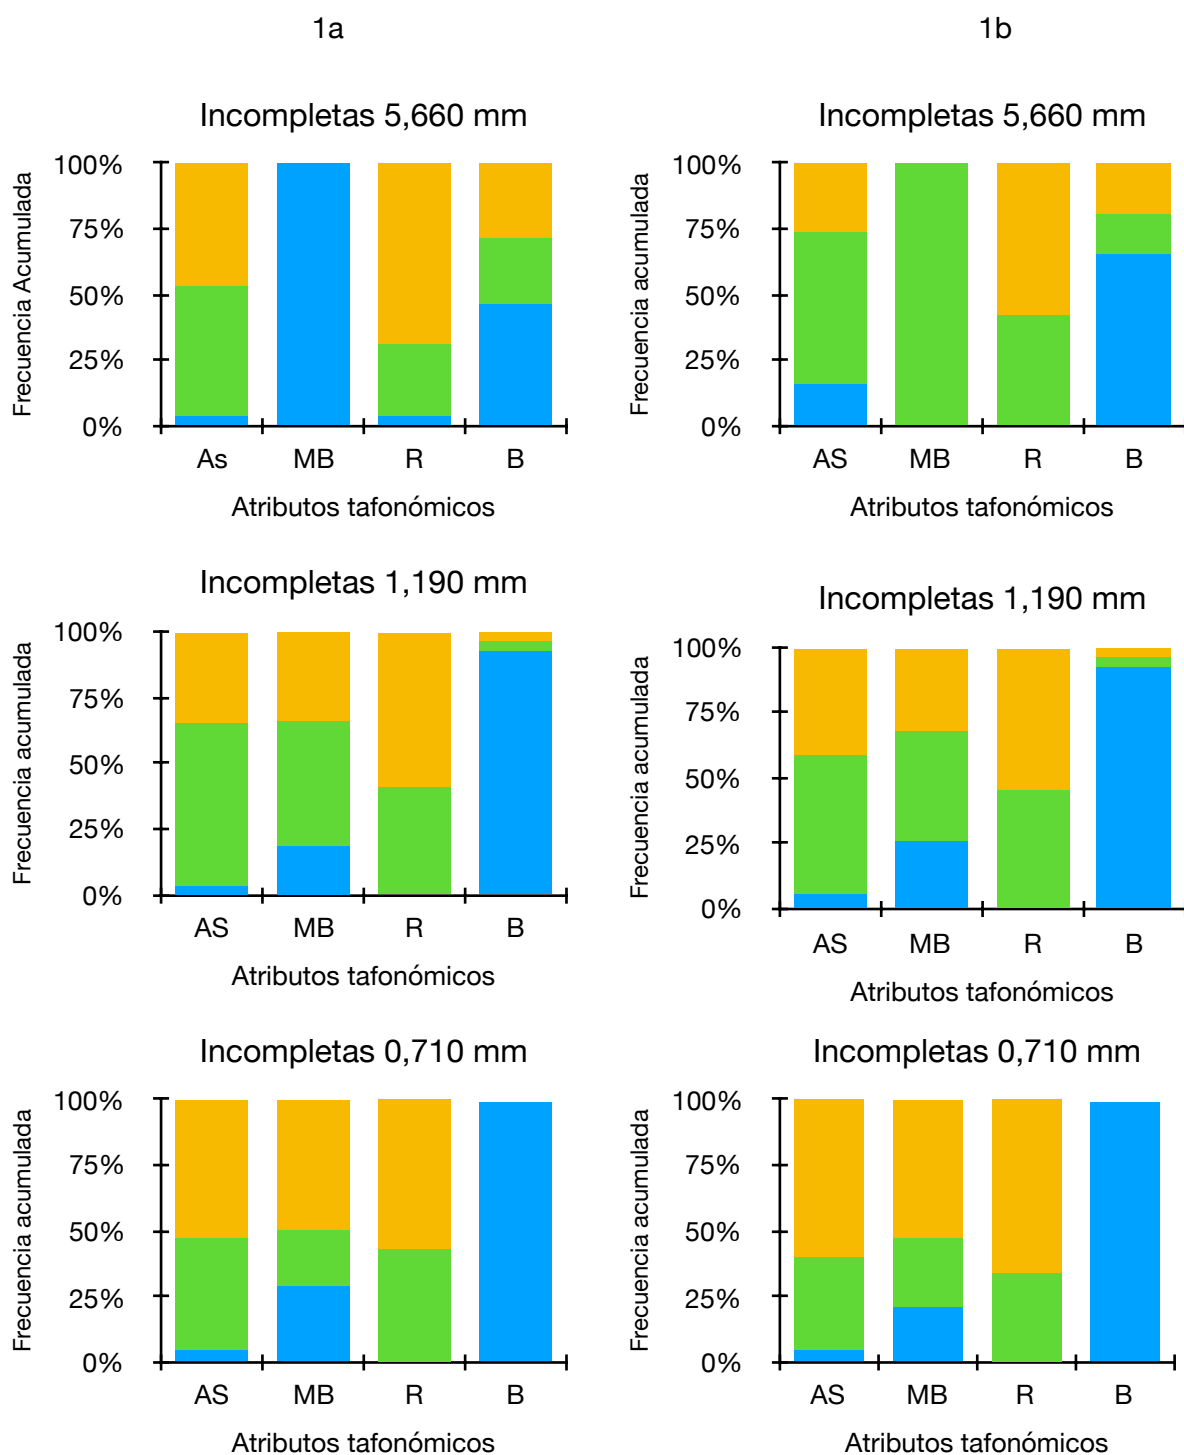 1a
1b
Incompletas 5,660 mm
Frecuencia Acumulada
100%
75%
50%
25%
0%
As MB R B
Atributos tafonómicos
Incompletas 5,660 mm
Frecuencia acumulada
100%
75%
50%
25%
0%
AS MB R B
Atributos tafonómicos
Incompletas 1,190 mm
Frecuencia acumulada
100%
75%
50%
25%
0%
AS MB R B
Atributos tafonómicos
Incompletas 1,190 mm
Frecuencia acumulada
100%
75%
50%
25%
0%
AS MB R B
Atributos tafonómicos
Incompletas 0,710 mm
Frecuencia acumulada
100%
75%
50%
25%
0%
AS MB R B
Atributos tafonómicos
Incompletas 0,710 mm
Frecuencia acumulada
100%
75%
50%
25%
0%
AS MB R B
Atributos tafonómicos